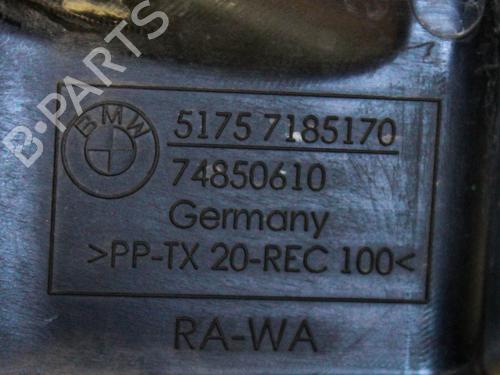 B-PARTS
BMW
5175 7185170
74850610
Germany
>PP-TX 20-REC 100<
RA-WA